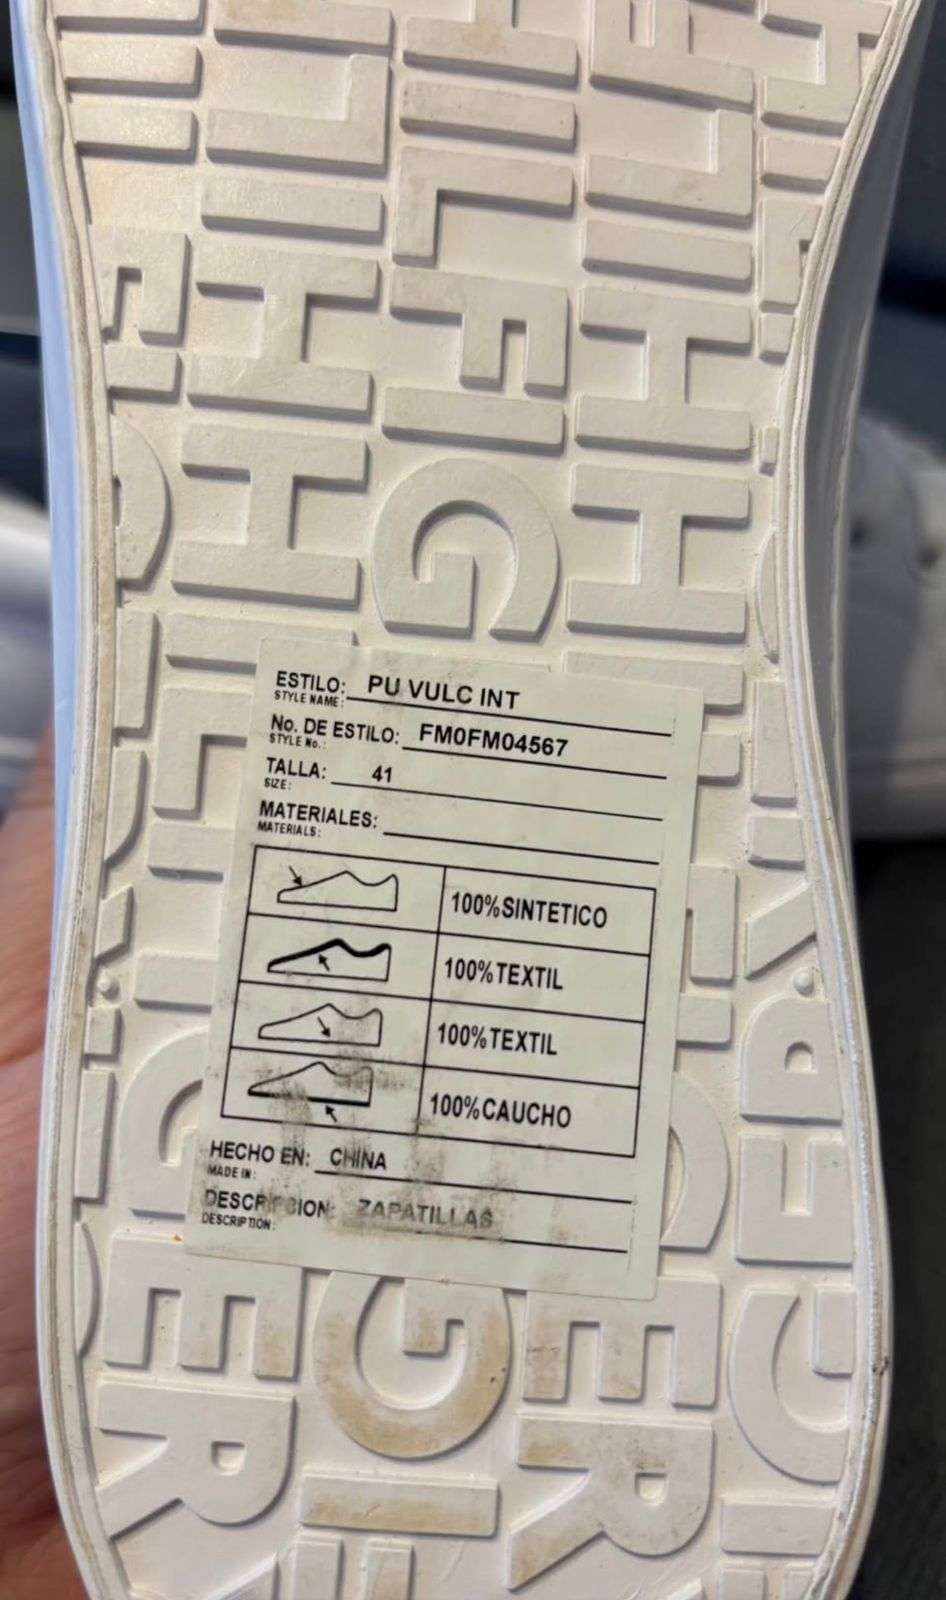 HILFIG
ESTILO: PU VULC INT
STYLE NAME:
No. DE ESTILO: FM0FM04567
STYLE No.:
TALLA: 41
SIZE:
MATERIALES:
MATERIALS:
100%SINTETICO
100%TEXTIL
100%TEXTIL
100%CAUCHO
HECHO EN: CHINA
MADE IN:
DESCRIPCION: ZAPATILLAS
DESCRIPTION: